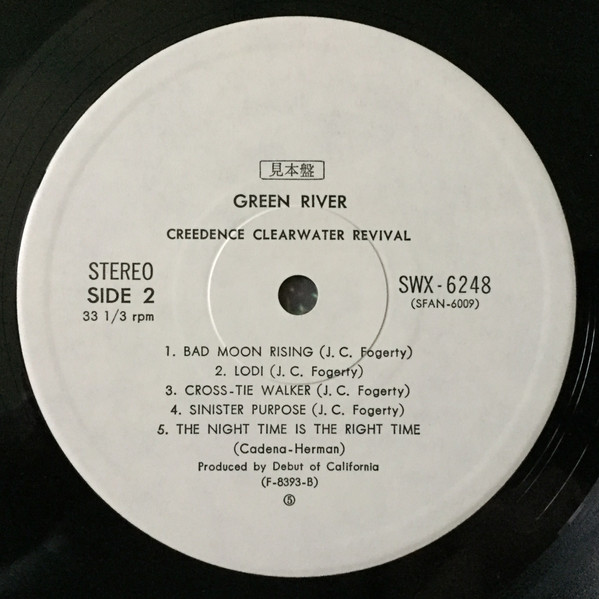 見本盤
GREEN RIVER
CREEDENCE CLEARWATER REVIVAL
STEREO
SIDE 2
33 1/3 rpm
SWX-6248
(SFAN-6009)
1. BAD MOON RISING (J. C. Fogerty)
2. LODI (J. C. Fogerty)
3. CROSS-TIE WALKER (J. C. Fogerty)
4. SINISTER PURPOSE (J. C. Fogerty)
5. THE NIGHT TIME IS THE RIGHT TIME
(Cadena-Herman)
Produced by Debut of California
(F-8393-B)
⑤